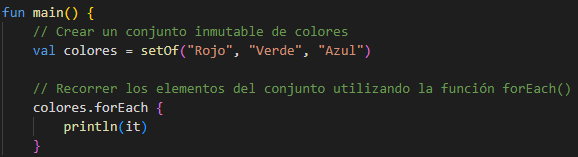 fun main() {
    // Crear un conjunto inmutable de colores
    val colores = setOf("Rojo", "Verde", "Azul")
    // Recorrer los elementos del conjunto utilizando la función forEach()
    colores.forEach {
        println(it)
    }